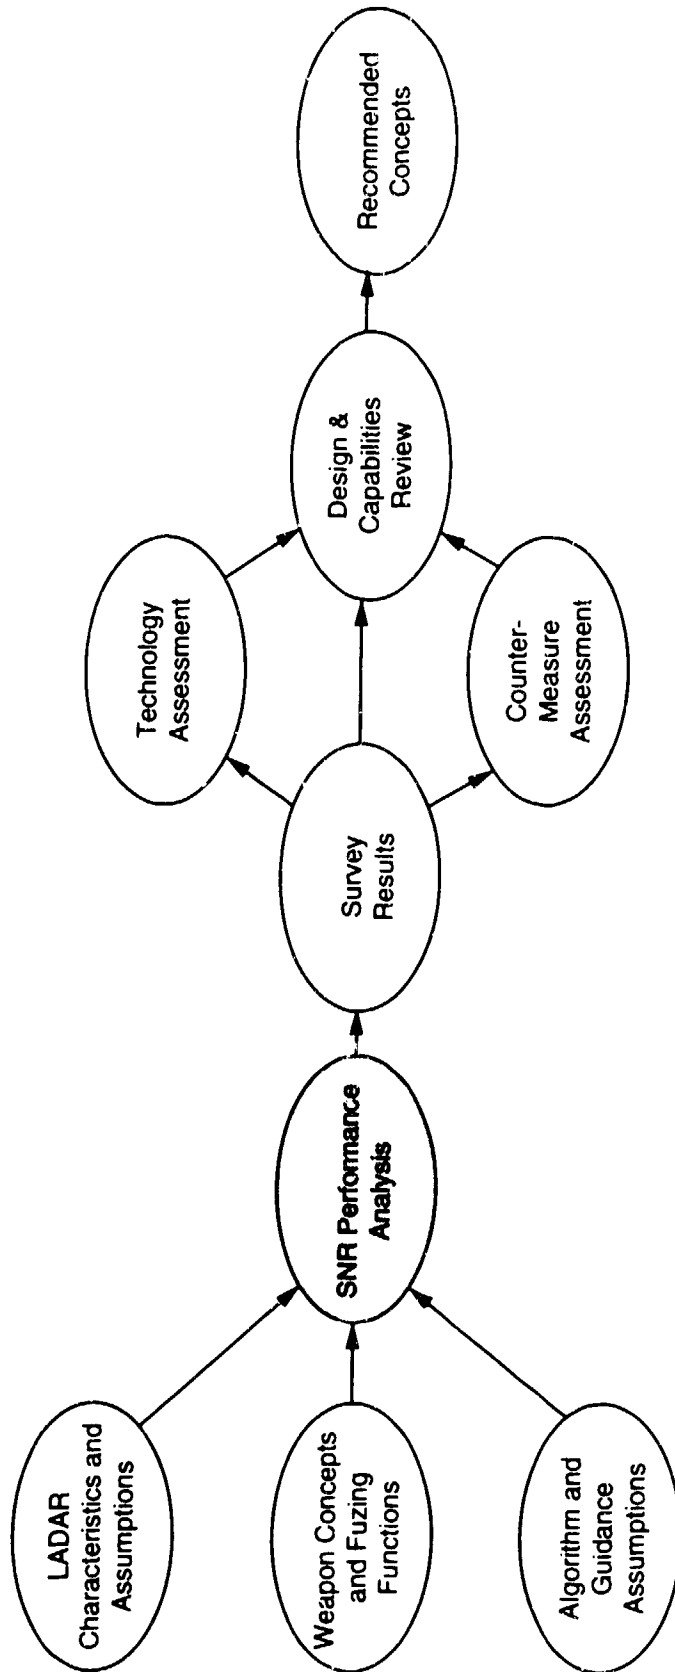 LADAR
Characteristics and
Assumptions
Weapon Concepts
and Fuzing
Functions
Algorithm and
Guidance
Assumptions
SNR Performance
Analysis
Survey
Results
Technology
Assessment
Counter-
Measure
Assessment
Design &
Capabilities
Review
Recommended
Concepts